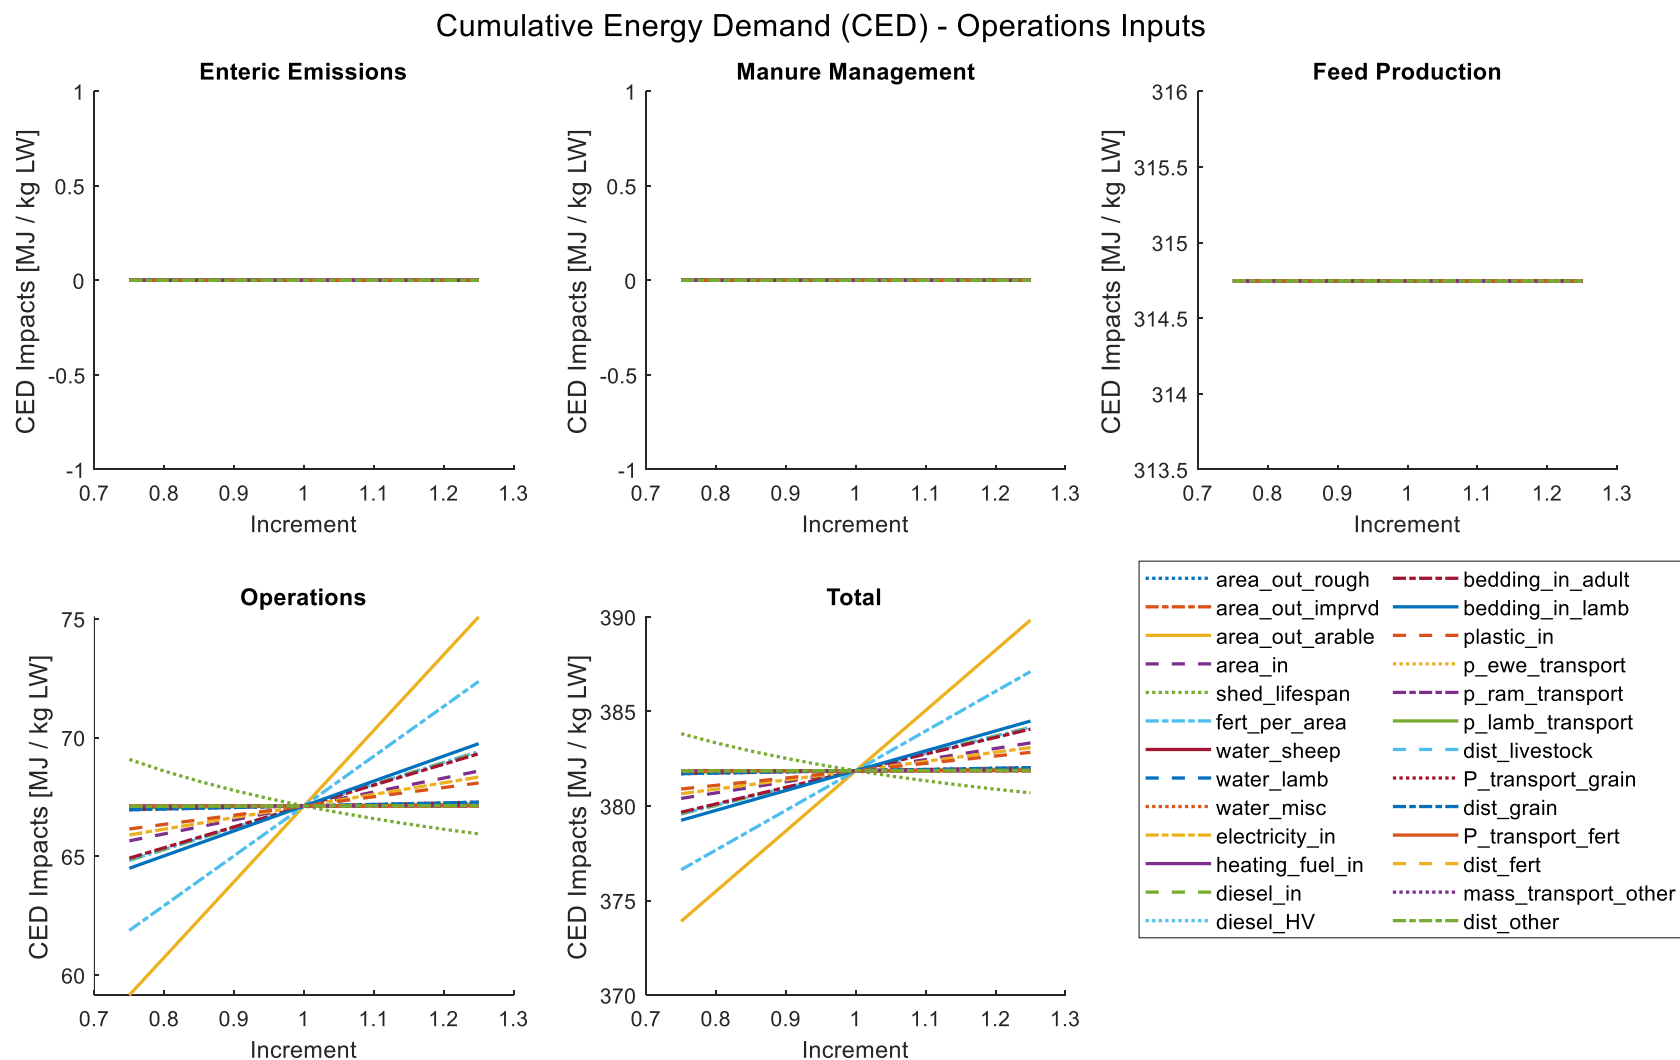 Cumulative Energy Demand (CED) - Operations Inputs
Enteric Emissions
CED Impacts [MJ / kg LW]
1
0.5
0
-0.5
-1
0.7 0.8 0.9 1 1.1 1.2 1.3
Increment
Manure Management
CED Impacts [MJ / kg LW]
1
0.5
0
-0.5
-1
0.7 0.8 0.9 1 1.1 1.2 1.3
Increment
Feed Production
CED Impacts [MJ / kg LW]
316
315.5
315
314.5
314
313.5
0.7 0.8 0.9 1 1.1 1.2 1.3
Increment
Operations
CED Impacts [MJ / kg LW]
75
70
65
60
0.7 0.8 0.9 1 1.1 1.2 1.3
Increment
Total
CED Impacts [MJ / kg LW]
390
385
380
375
370
0.7 0.8 0.9 1 1.1 1.2 1.3
Increment
area_out_rough
area_out_imprvd
area_out_arable
area_in
shed_lifespan
fert_per_area
water_sheep
water_lamb
water_misc
electricity_in
heating_fuel_in
diesel_in
diesel_HV
bedding_in_adult
bedding_in_lamb
plastic_in
p_ewe_transport
p_ram_transport
p_lamb_transport
dist_livestock
P_transport_grain
dist_grain
P_transport_fert
dist_fert
mass_transport_other
dist_other